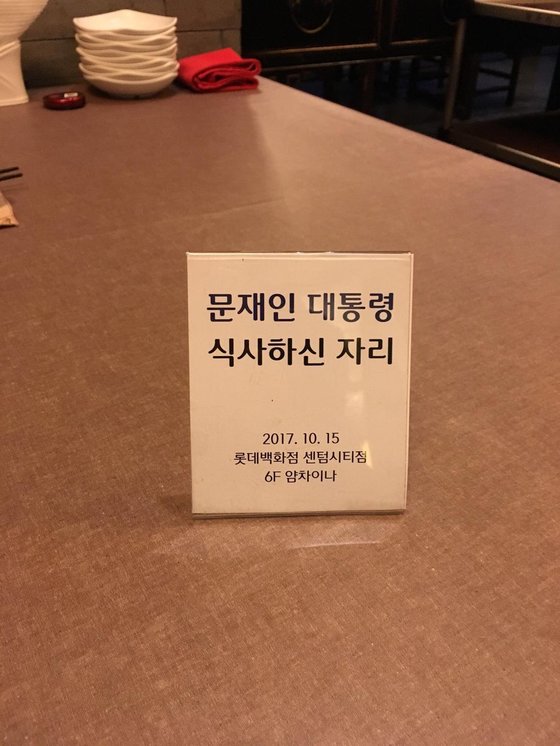 문재인 대통령
식사하신 자리
2017. 10. 15
롯데백화점 센텀시티점
6F 얌차이나